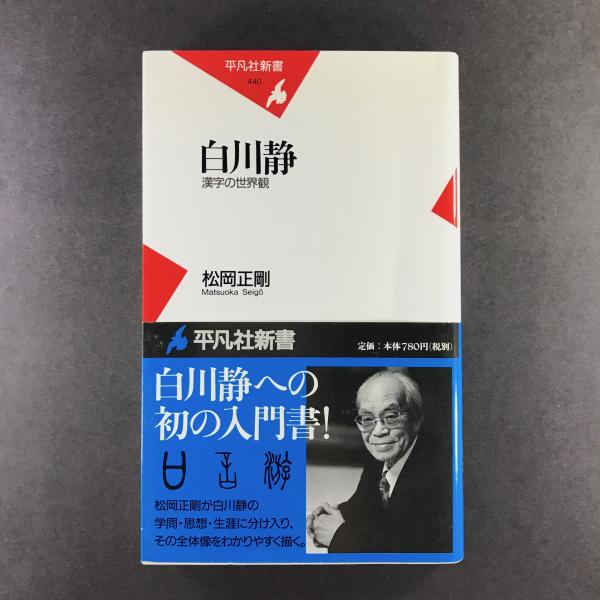 平凡社新書
440
白川静
漢字の世界観
松岡正剛
Matsuoka Seigō
平凡社新書
定価：本体780円（税別）
白川静への
初の入門書！
松岡正剛が白川静の
学問・思想・生涯に分け入り、
その全体像をわかりやすく描く。